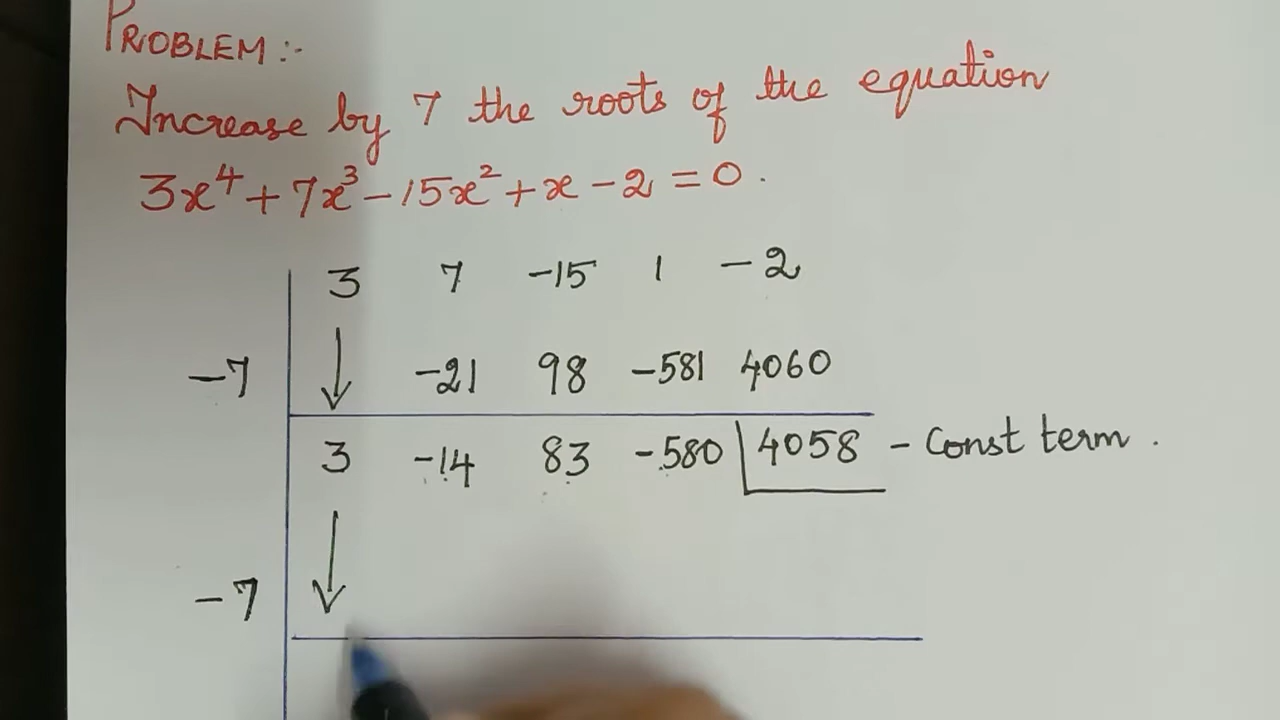 PROBLEM :-
Increase by 7 the roots of the equation
3x⁴ + 7x³ - 15x² + x - 2 = 0.
3 7 -15 1 -2
-7 -21 98 -581 4060
3 -14 83 -580 4058 - Const term.
-7